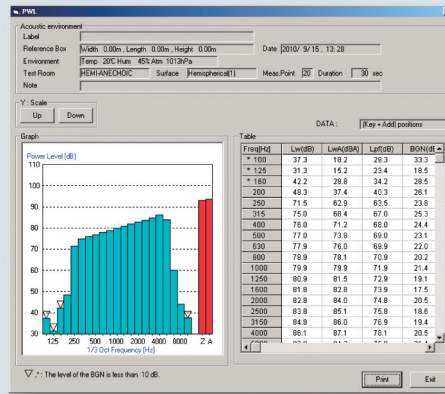 PWL
Acoustic environment
Label
Reference Box Width 0.00m , Length 0.00m , Height 0.00m Date 2010/ 9/15 , 13: 28
Environment Temp 20°C Hum 45% Atm 1013hPa
Test Room HEMI-ANECHOIC Surface Hemispherical(1) Meas.Point 20 Duration 30 sec
Note
Y : Scale
Up Down
DATA : (Key + Add) positions
Graph
Power Level [dB]
110
100
90
80
70
60
50
40
30
125 250 500 1000 2000 4000 8000 Z A
1/3 Oct Frequency [Hz]
Table
Freq[Hz] Lw(dB) LwA(dBA) Lpf(dB) BGN(dB
* 100 37.3 18.2 29.3 33.3
* 125 31.3 15.2 23.4 18.5
* 160 42.2 28.8 34.2 28.5
200 48.3 37.4 40.3 26.1
250 71.5 62.9 63.5 23.8
315 75.0 68.4 67.0 25.3
400 76.0 71.2 68.0 24.4
500 77.0 73.8 69.0 23.1
630 77.9 76.0 69.9 22.0
800 78.9 78.1 70.9 20.2
1000 79.9 79.9 71.9 21.4
1250 80.9 81.5 72.9 19.1
1600 81.8 82.8 73.9 17.5
2000 82.8 84.0 74.8 20.5
2500 83.8 85.1 75.8 18.6
3150 84.8 86.0 76.9 19.4
4000 86.1 87.1 78.1 20.5
▽ ,* : The level of the BGN is less than 10 dB.
Print Exit